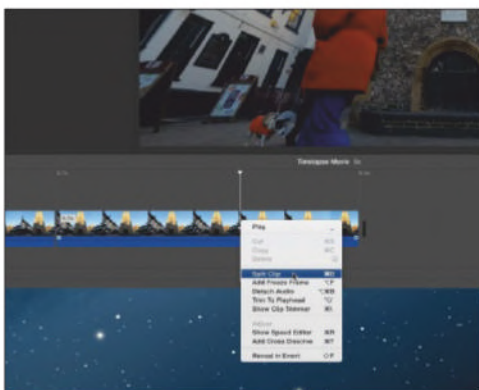 Timelapse Movie
Play
Cut ⌘X
Copy ⌘C
Delete
Split Clip ⌘B
Add Freeze Frame ⌥F
Detach Audio ⌥⌘B
Trim To Playhead ⌥/
Show Clip Trimmer ⌘\
Adjust
Show Speed Editor ⌘R
Add Cross Dissolve ⌘T
Reveal in Event ⇧F